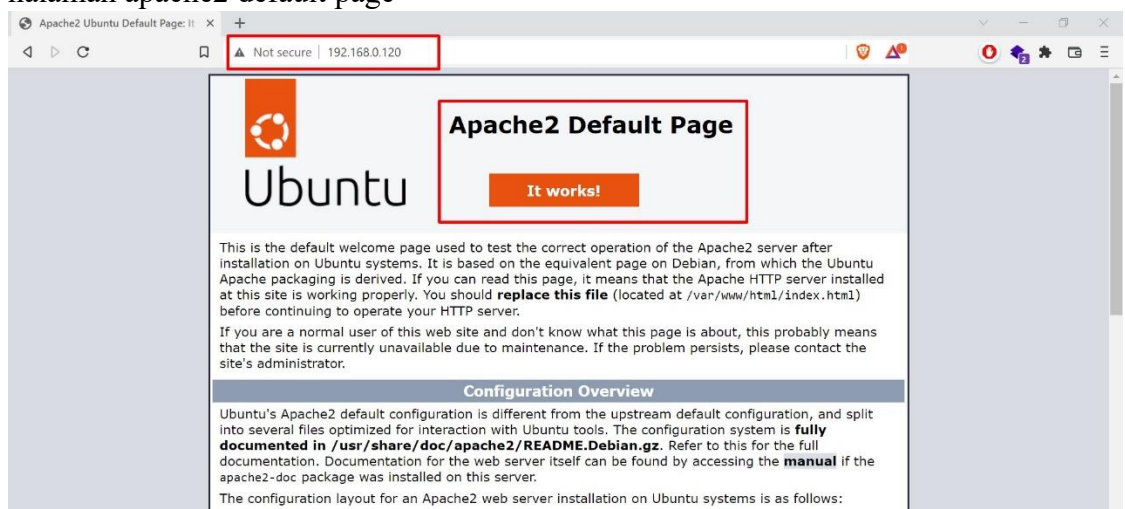 halaman apache2 default page
Apache2 Ubuntu Default Page: It
Not secure | 192.168.0.120
2
Ubuntu
Apache2 Default Page
It works!
This is the default welcome page used to test the correct operation of the Apache2 server after
installation on Ubuntu systems. It is based on the equivalent page on Debian, from which the Ubuntu
Apache packaging is derived. If you can read this page, it means that the Apache HTTP server installed
at this site is working properly. You should replace this file (located at /var/www/html/index.html)
before continuing to operate your HTTP server.
If you are a normal user of this web site and don't know what this page is about, this probably means
that the site is currently unavailable due to maintenance. If the problem persists, please contact the
site's administrator.
Configuration Overview
Ubuntu's Apache2 default configuration is different from the upstream default configuration, and split
into several files optimized for interaction with Ubuntu tools. The configuration system is fully
documented in /usr/share/doc/apache2/README.Debian.gz. Refer to this for the full
documentation. Documentation for the web server itself can be found by accessing the manual if the
apache2-doc package was installed on this server.
The configuration layout for an Apache2 web server installation on Ubuntu systems is as follows: